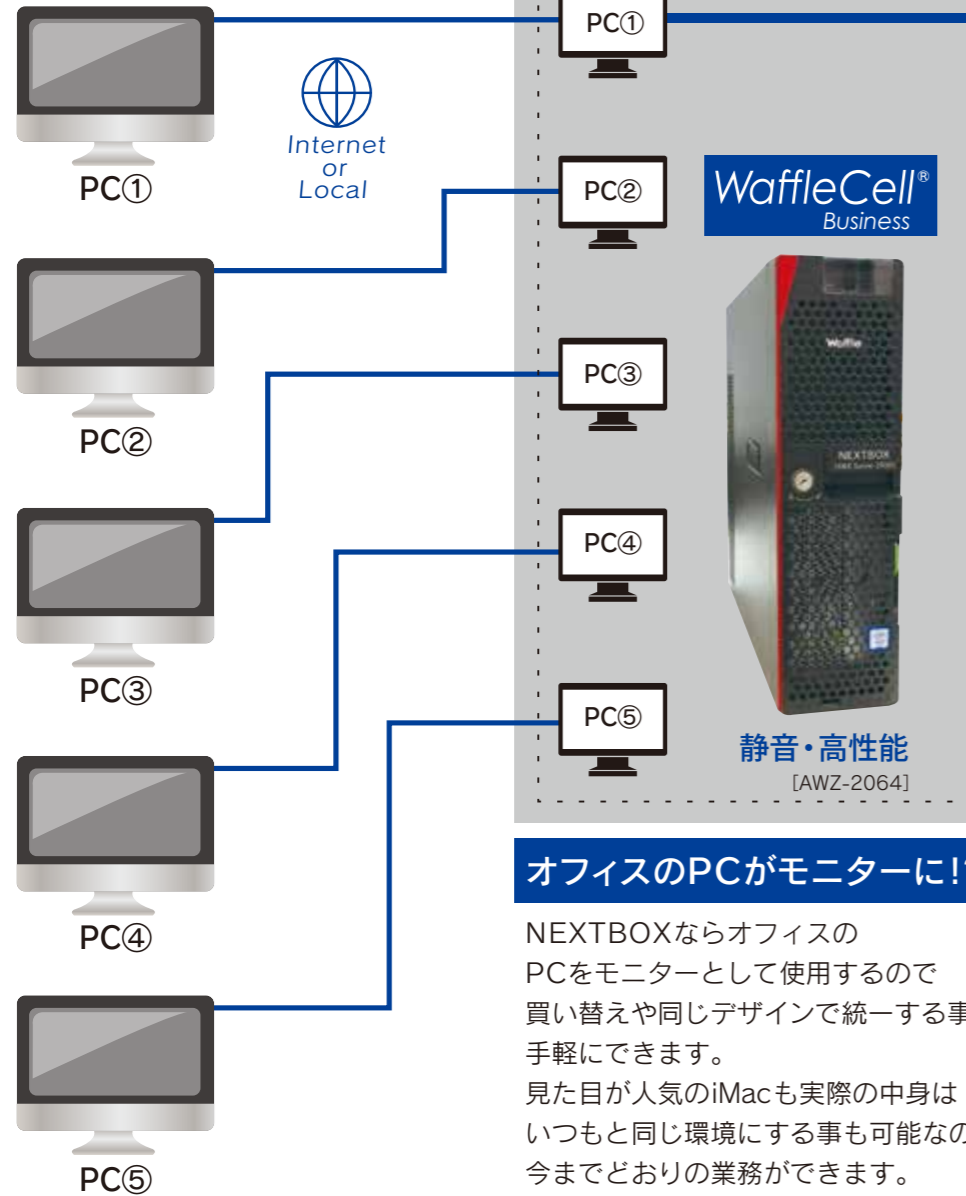 PC①
PC②
PC③
PC④
PC⑤
Internet
or
Local
PC①
PC②
PC③
PC④
PC⑤
WaffleCell®
Business
Waffle
NEXTBOX
静音・高性能
[AWZ-2064]
オフィスのPCがモニターに!
NEXTBOXならオフィスの
PCをモニターとして使用するので
買い替えや同じデザインで統一する事
手軽にできます。
見た目が人気のiMacも実際の中身は
いつもと同じ環境にする事も可能なの
今までどおりの業務ができます。